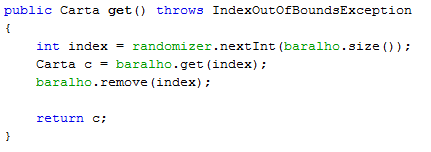 public Carta get() throws IndexOutOfBoundsException
{
    int index = randomizer.nextInt(baralho.size());
    Carta c = baralho.get(index);
    baralho.remove(index);

    return c;
}